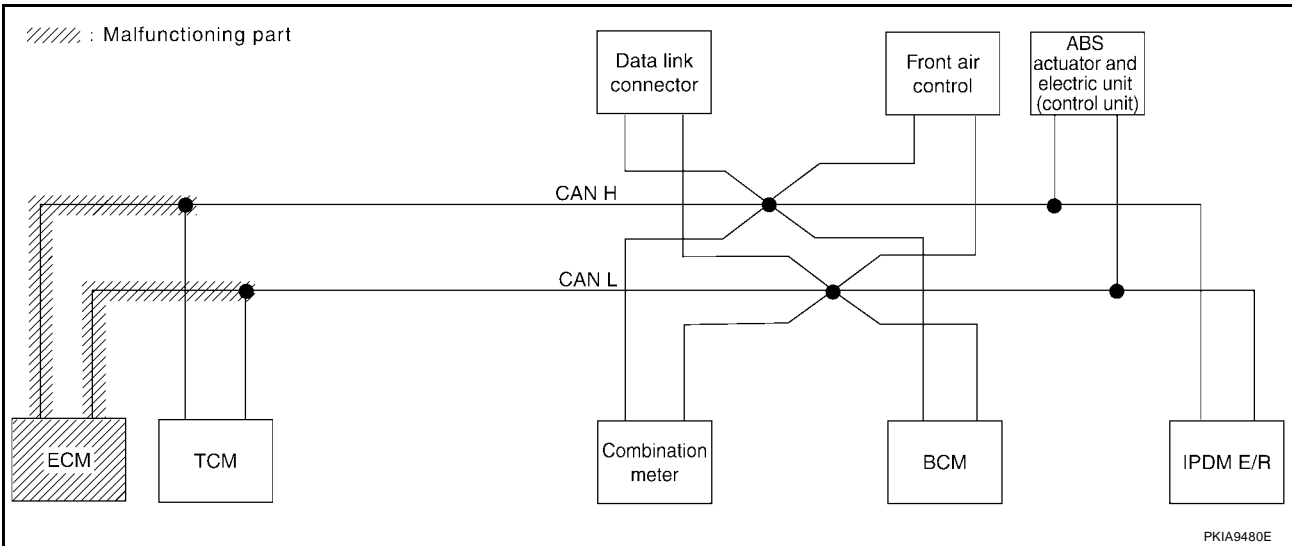 : Malfunctioning part
Data link
connector
Front air
control
ABS
actuator and
electric unit
(control unit)
CAN H
CAN L
ECM
TCM
Combination
meter
BCM
IPDM E/R
PKIA9480E